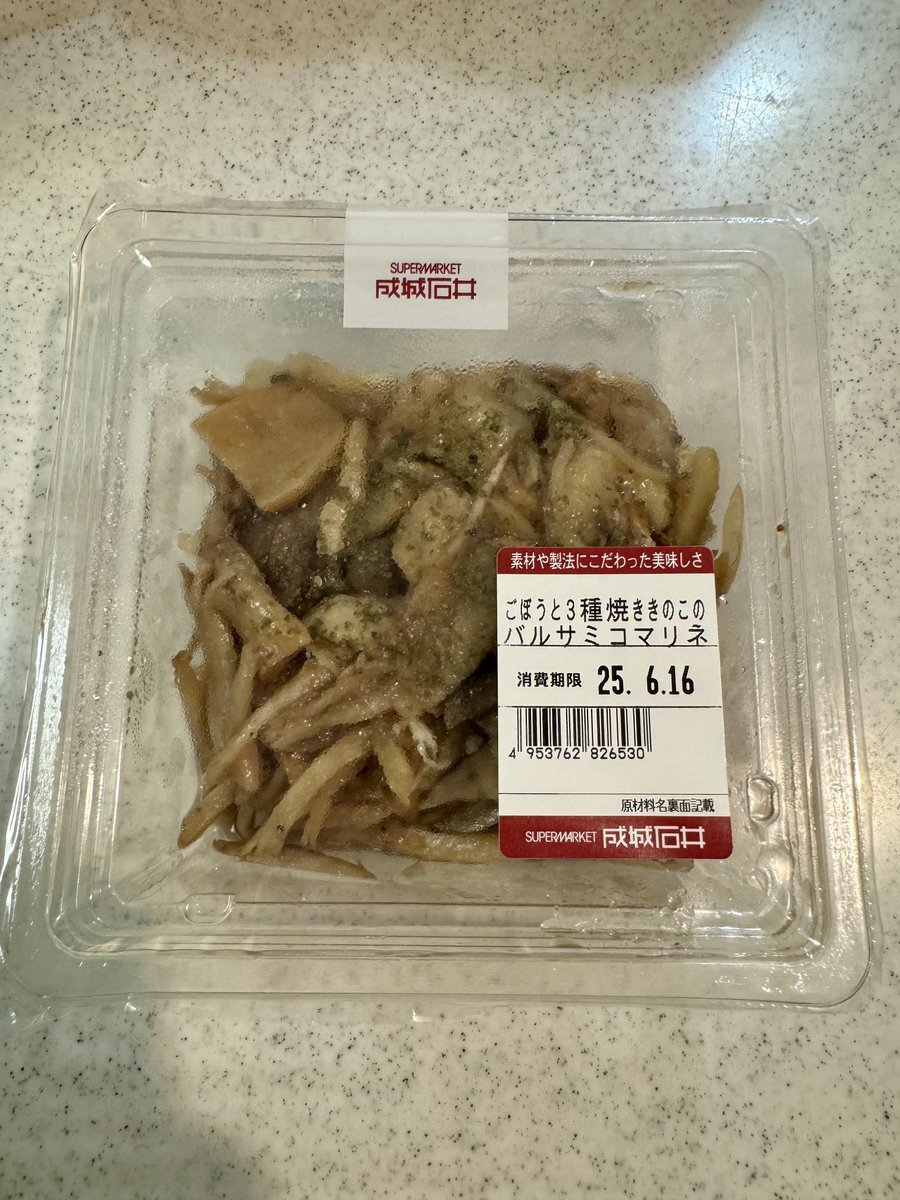 SUPERMARKET
成城石井
素材や製法にこだわった美味しさ
ごぼうと3種焼ききのこの
バルサミコマリネ
消費期限 25. 6.16
4 953762 826530
原材料名裏面記載
SUPERMARKET 成城石井